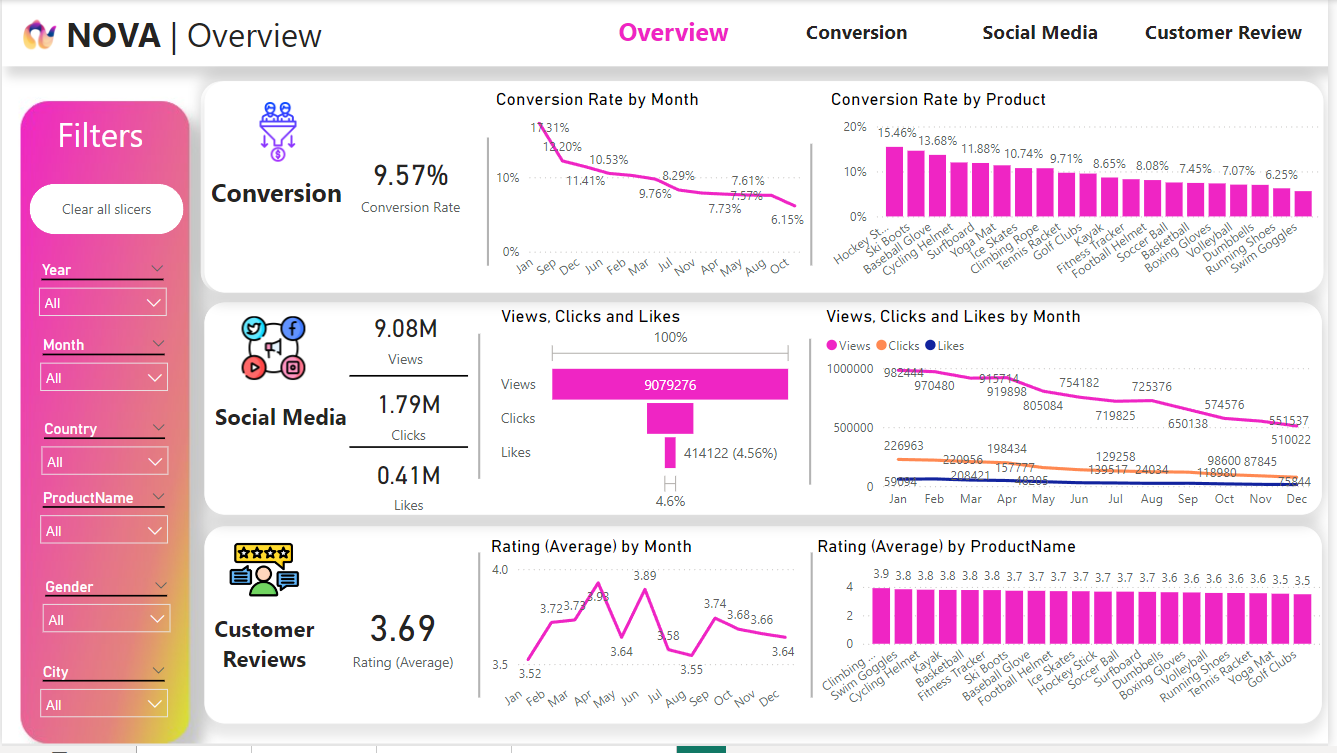 NOVA | Overview
Overview
Conversion
Social Media
Customer Review
Filters
Clear all slicers
Year
All
Month
All
Country
All
ProductName
All
Gender
All
City
All
Conversion
9.57%
Conversion Rate
Conversion Rate by Month
17.31%
12.20%
10.53%
11.41%
9.76%
8.29%
7.73%
7.61%
7.57%
6.15%
10%
0%
Jan
Sep
Dec
Jun
Feb
Mar
Jul
Nov
Apr
May
Aug
Oct
Conversion Rate by Product
20%
10%
0%
15.46%
13.68%
11.88%
10.74%
9.71%
8.65%
8.08%
7.45%
7.07%
6.25%
Hockey St...
Ski Boots
Baseball Glove
Cycling Helmet
Surfboard
Yoga Mat
Ice Skates
Climbing Rope
Tennis Racket
Golf Clubs
Kayak
Fitness Tracker
Football Helmet
Soccer Ball
Basketball
Boxing Gloves
Volleyball
Dumbbells
Running Shoes
Swim Goggles
Social Media
9.08M
Views
1.79M
Clicks
0.41M
Likes
Views, Clicks and Likes
100%
Views
9079276
Clicks
Likes
414122 (4.56%)
4.6%
Views, Clicks and Likes by Month
Views
Clicks
Likes
1000000
500000
0
982444
970480
915714
919898
805084
754182
719825
725376
650138
574576
551537
510022
226963
220956
208421
198434
157777
139517
129258
24034
118980
98600
87845
75844
59094
40205
Jan
Feb
Mar
Apr
May
Jun
Jul
Aug
Sep
Oct
Nov
Dec
Customer
Reviews
3.69
Rating (Average)
Rating (Average) by Month
4.0
3.5
3.52
3.72
3.73
3.93
3.64
3.89
3.58
3.55
3.74
3.68
3.66
3.64
Jan
Feb
Mar
Apr
May
Jun
Jul
Aug
Sep
Oct
Nov
Dec
Rating (Average) by ProductName
4
2
0
3.9
3.8
3.8
3.8
3.8
3.8
3.7
3.7
3.7
3.7
3.7
3.7
3.7
3.6
3.6
3.6
3.6
3.6
3.5
3.5
Climbing ...
Swim Goggles
Cycling Helmet
Kayak
Basketball
Fitness Tracker
Ski Boots
Baseball Glove
Football Helmet
Ice Skates
Hockey Stick
Soccer Ball
Surfboard
Dumbbells
Boxing Gloves
Volleyball
Running Shoes
Tennis Racket
Yoga Mat
Golf Clubs